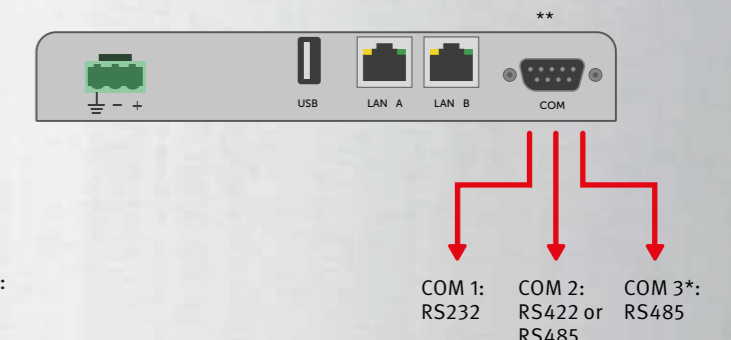 **
- +
USB
LAN A
LAN B
COM
:
COM 1:
RS232
COM 2:
RS422 or
RS485
COM 3*:
RS485